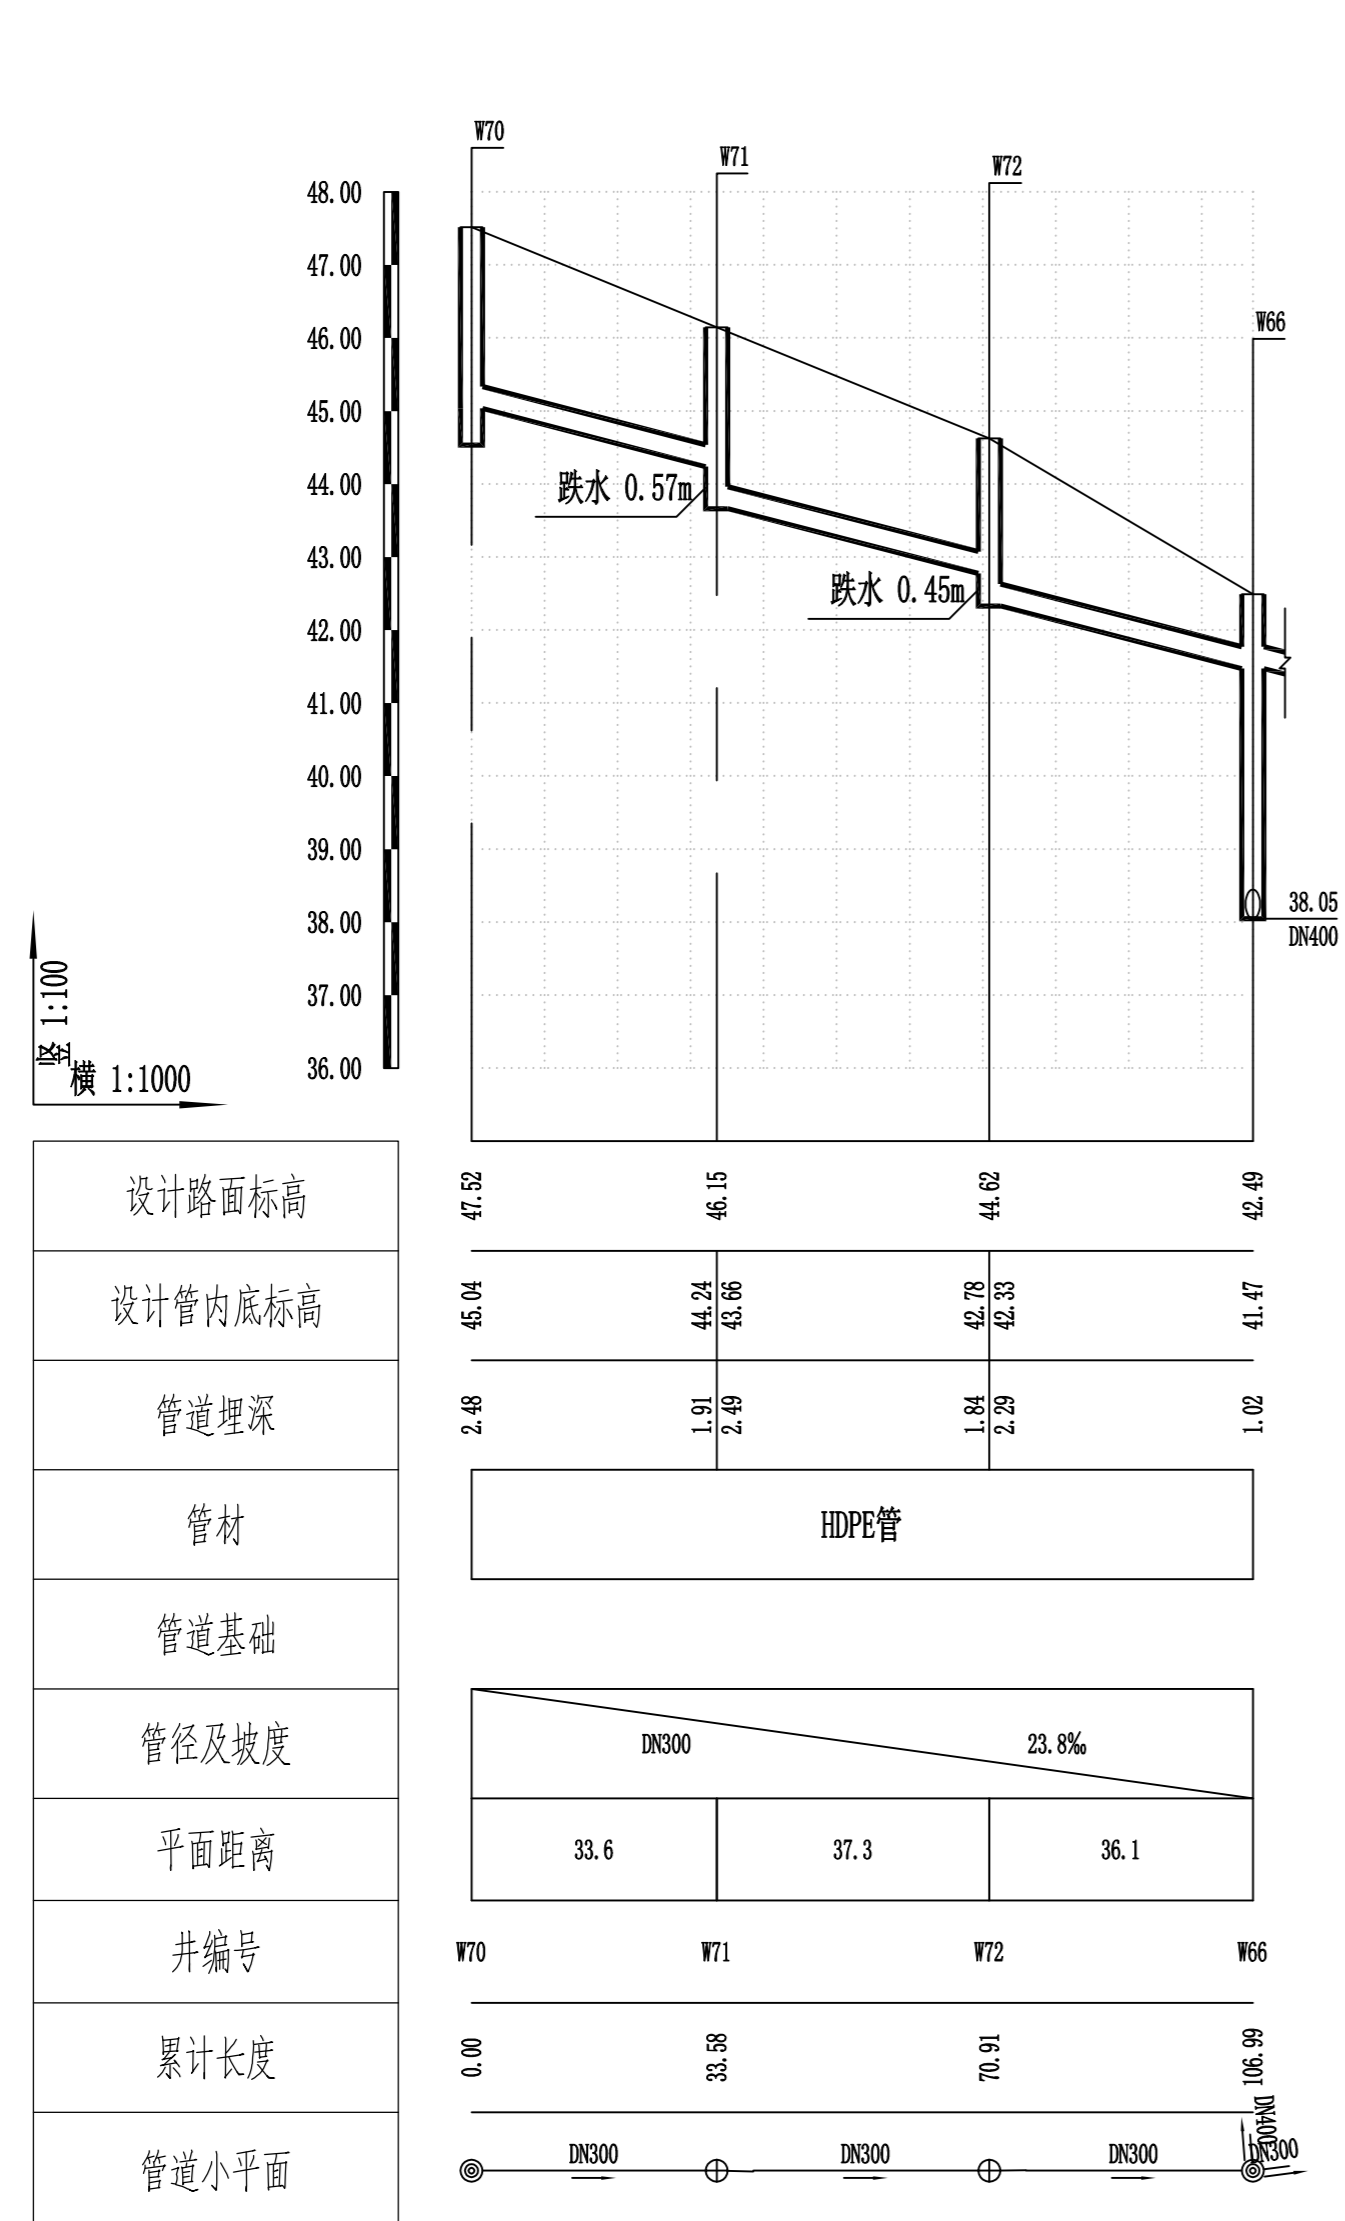 W70
W71
W72
W66
48.00
47.00
46.00
45.00
44.00
43.00
42.00
41.00
40.00
39.00
38.00
37.00
36.00
跌水 0.57m
跌水 0.45m
38.05
DN400
竖 1:100
横 1:1000
设计路面标高 47.52 46.15 44.62 42.49
设计管内底标高 45.04 44.24 43.66 42.78 42.33 41.47
管道埋深 2.48 1.91 2.49 1.84 2.29 1.02
管材 HDPE管
管道基础
管径及坡度 DN300 23.8‰
平面距离 33.6 37.3 36.1
井编号 W70 W71 W72 W66
累计长度 0.00 33.58 70.91 106.99
管道小平面 DN300 DN300 DN300 DN400 DN300